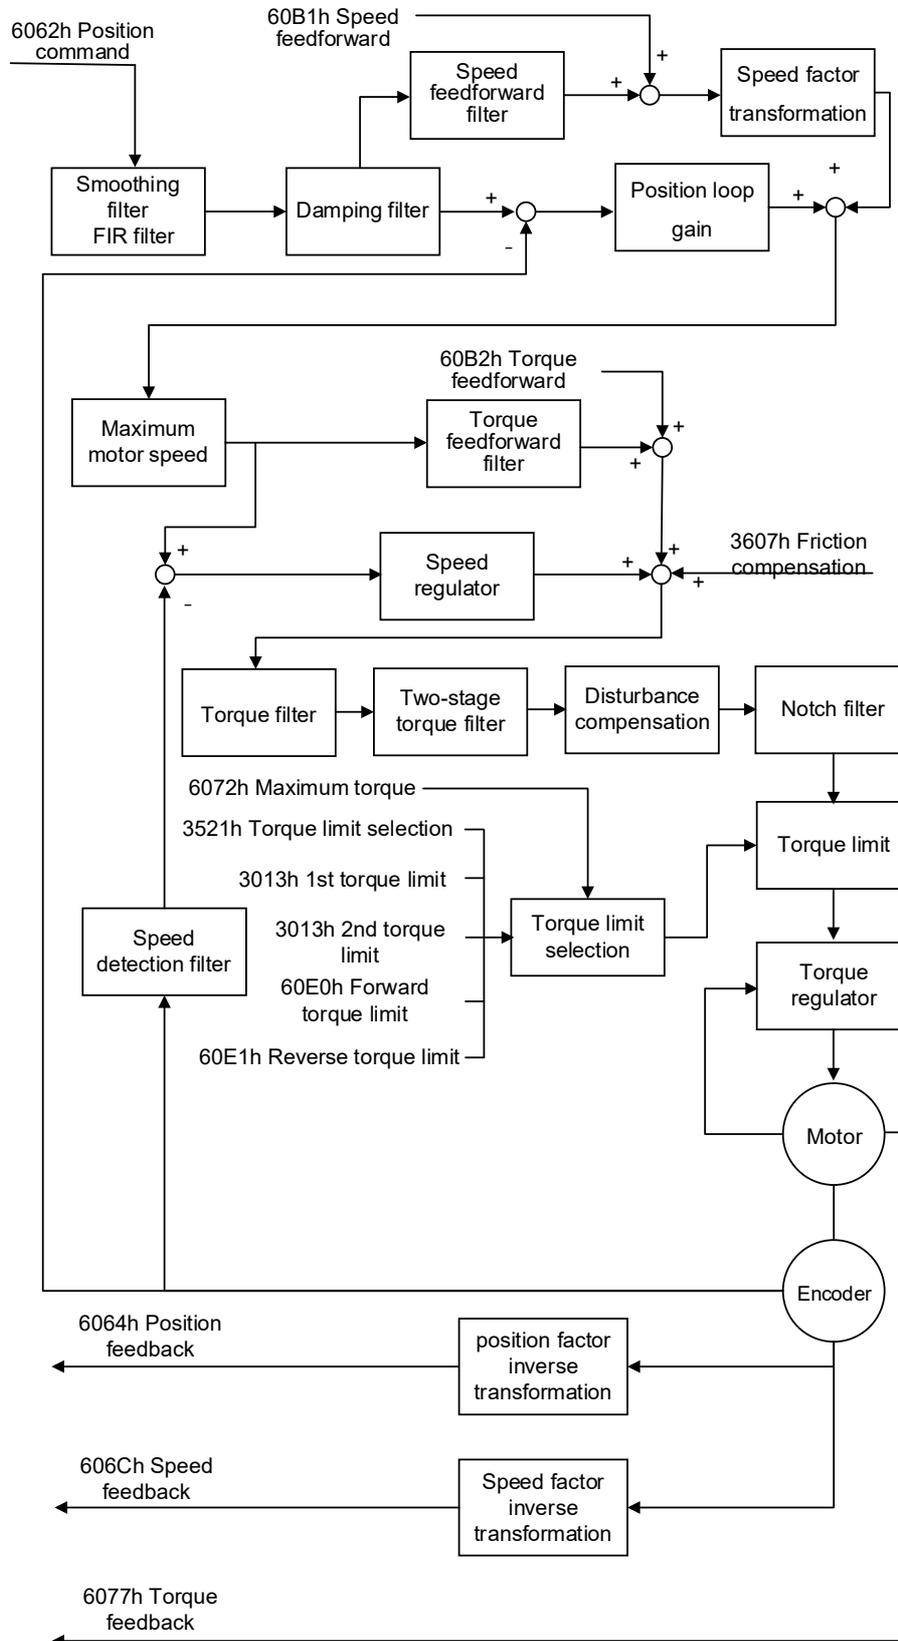 60B1h Speed
feedforward
6062h Position
command
Speed
feedforward
filter
+
+
Speed factor
transformation
Smoothing
filter
FIR filter
Damping filter
+
-
Position loop
gain
+
+
60B2h Torque
feedforward
Maximum
motor speed
Torque
feedforward
filter
+
+
+
-
Speed
regulator
+
+
+
3607h Friction
compensation
Torque filter
Two-stage
torque filter
Disturbance
compensation
Notch filter
6072h Maximum torque
3521h Torque limit selection
3013h 1st torque limit
3013h 2nd torque
limit
60E0h Forward
torque limit
60E1h Reverse torque limit
Torque limit
selection
Torque limit
Speed
detection filter
Torque
regulator
Motor
Encoder
6064h Position
feedback
position factor
inverse
transformation
606Ch Speed
feedback
Speed factor
inverse
transformation
6077h Torque
feedback